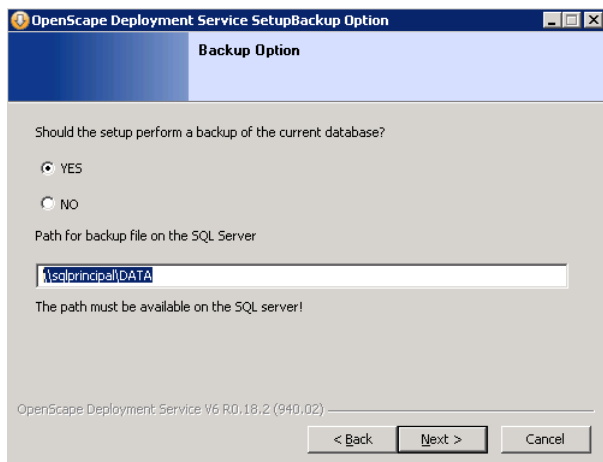 OpenScape Deployment Service SetupBackup Option
Backup Option
Should the setup perform a backup of the current database?
YES
NO
Path for backup file on the SQL Server
\\sqlprincipal\DATA
The path must be available on the SQL server!
OpenScape Deployment Service V6 R0.18.2 (940.02)
< Back Next > Cancel